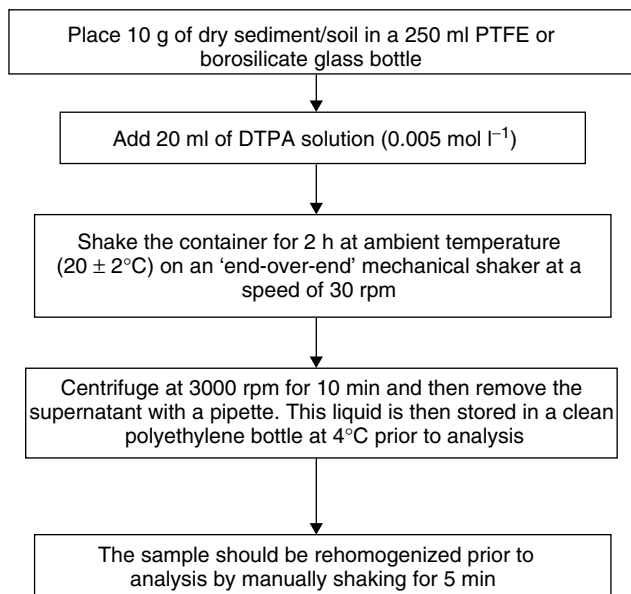 Place 10 g of dry sediment/soil in a 250 ml PTFE or
borosilicate glass bottle
Add 20 ml of DTPA solution (0.005 mol l⁻¹)
Shake the container for 2 h at ambient temperature
(20 ± 2°C) on an ‘end-over-end’ mechanical shaker at a
speed of 30 rpm
Centrifuge at 3000 rpm for 10 min and then remove the
supernatant with a pipette. This liquid is then stored in a clean
polyethylene bottle at 4°C prior to analysis
The sample should be rehomogenized prior to
analysis by manually shaking for 5 min